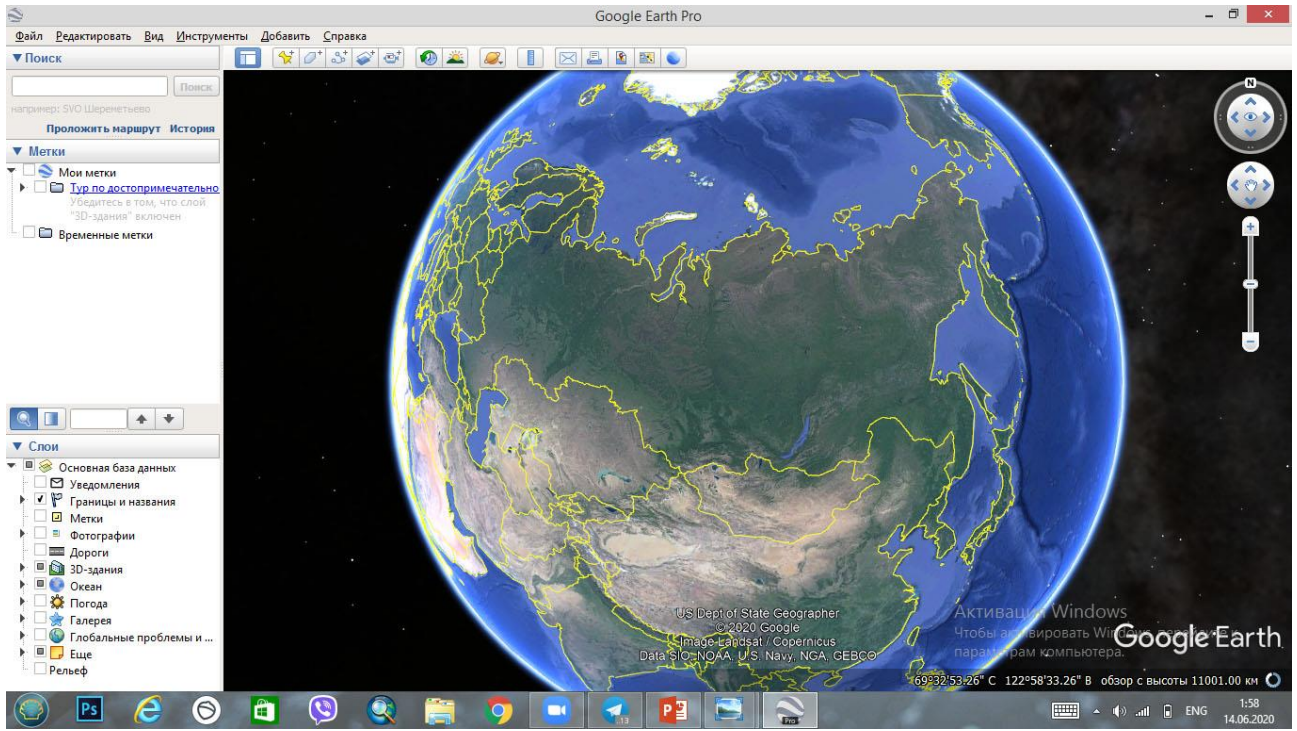 Google Earth Pro
Файл Редактировать Вид Инструменты Добавить Справка
Поиск
Поиск
например: SVO Шереметьево
Проложить маршрут История
Метки
Мои метки
Тур по достопримечательно
Убедитесь в том, что слой
"3D-здания" включен
Временные метки
Слои
Основная база данных
Уведомления
Границы и названия
Метки
Фотографии
Дороги
3D-здания
Океан
Погода
Галерея
Глобальные проблемы и ...
Еще
Рельеф
N
US Dept of State Geographer
© 2020 Google
Image Landsat / Copernicus
Data SIO, NOAA, U.S. Navy, NGA, GEBCO
Активация Windows
Чтобы активировать Windows,
параметрам компьютера.
Google Earth
69°32'53.26" С 122°58'33.26" В обзор с высоты 11001.00 км
Ps
13
Pro
ENG
1:58
14.06.2020